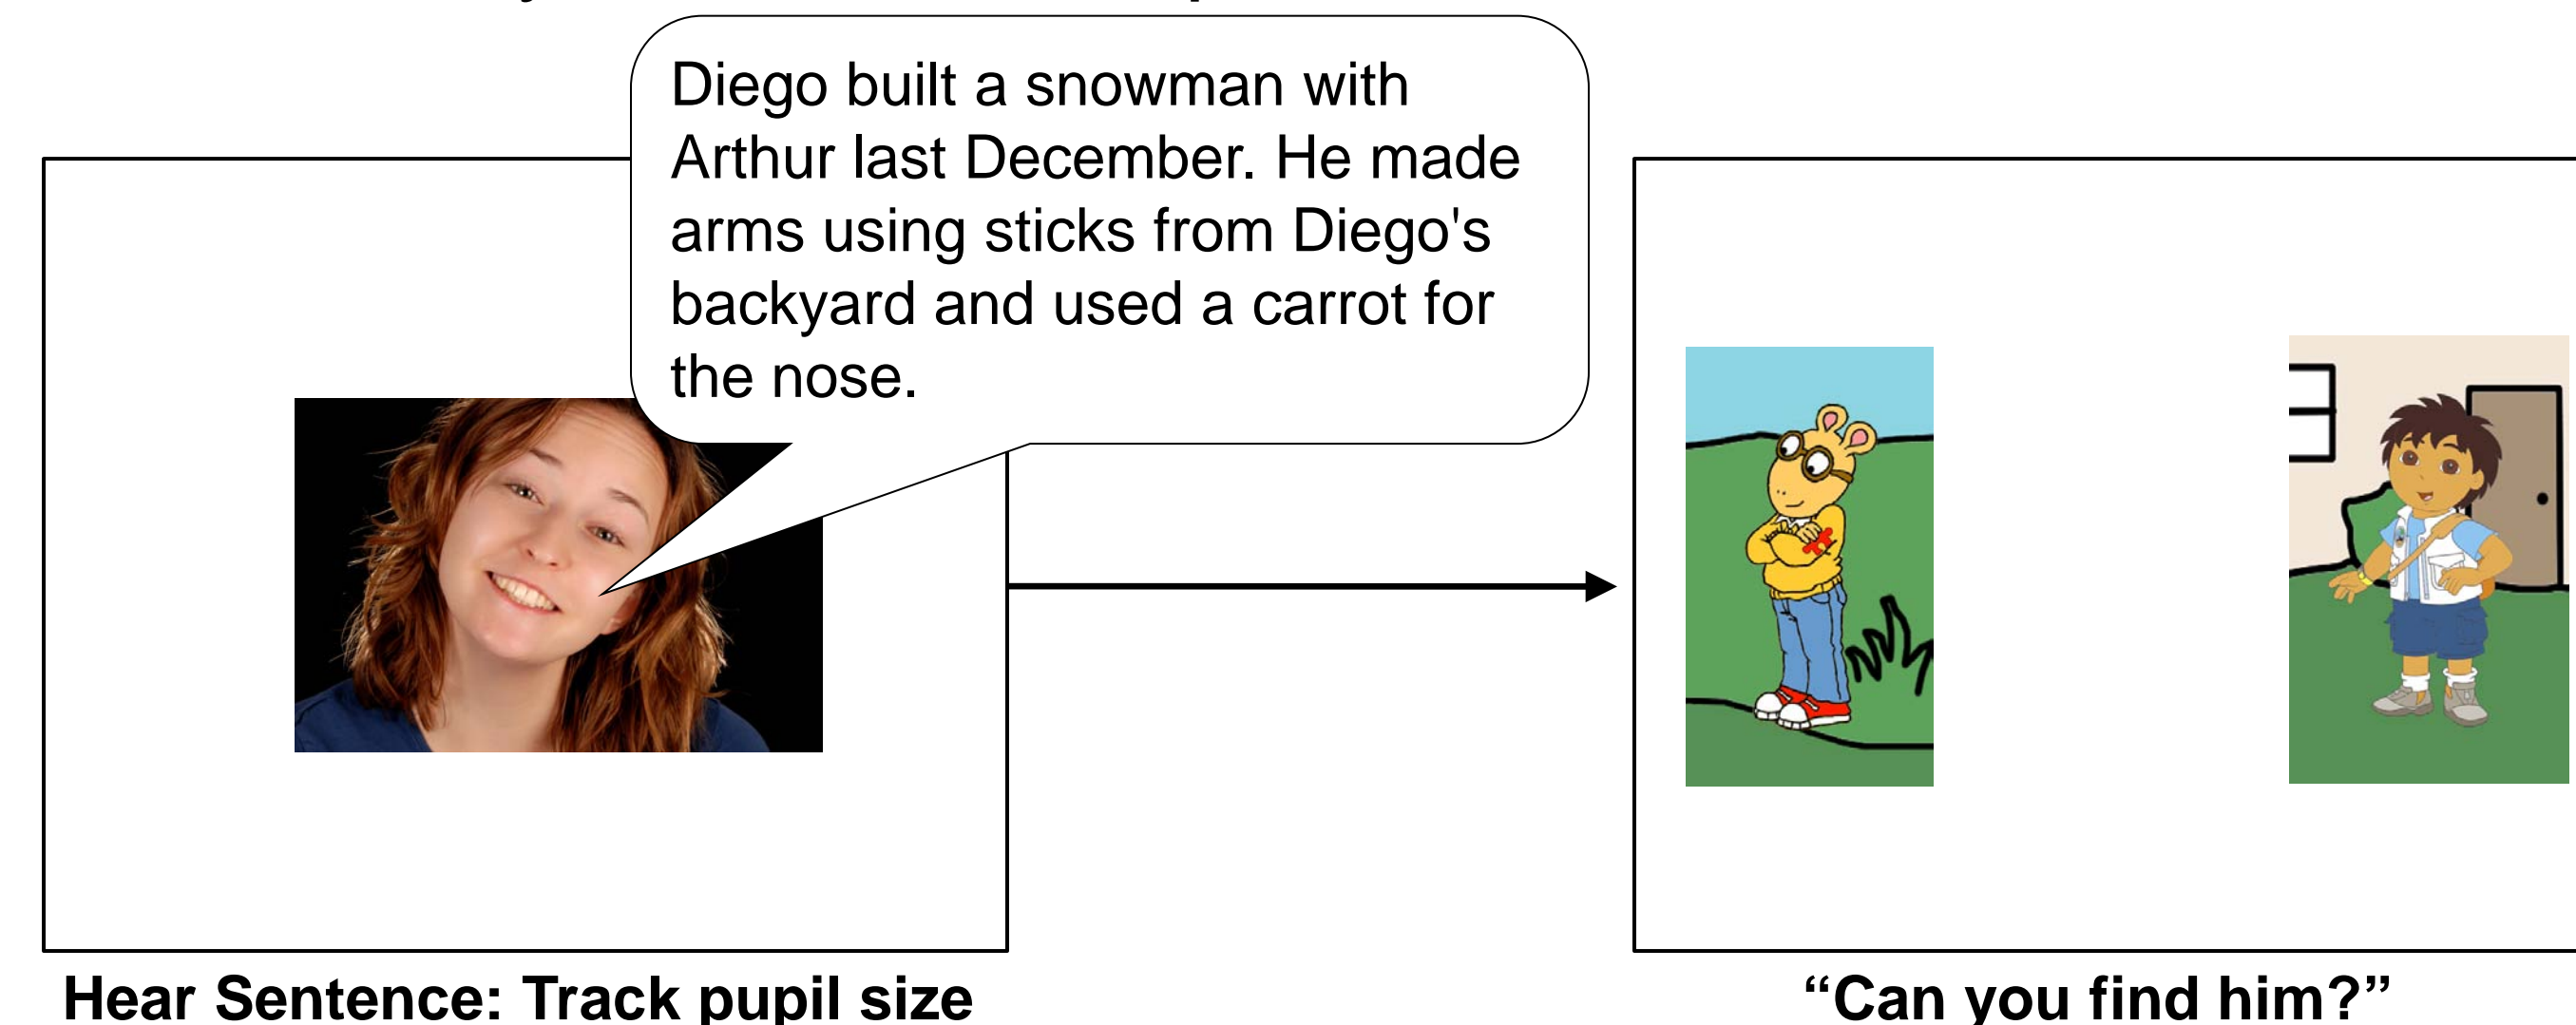 Diego built a snowman with
Arthur last December. He made
arms using sticks from Diego's
backyard and used a carrot for
the nose.
Hear Sentence: Track pupil size
“Can you find him?”